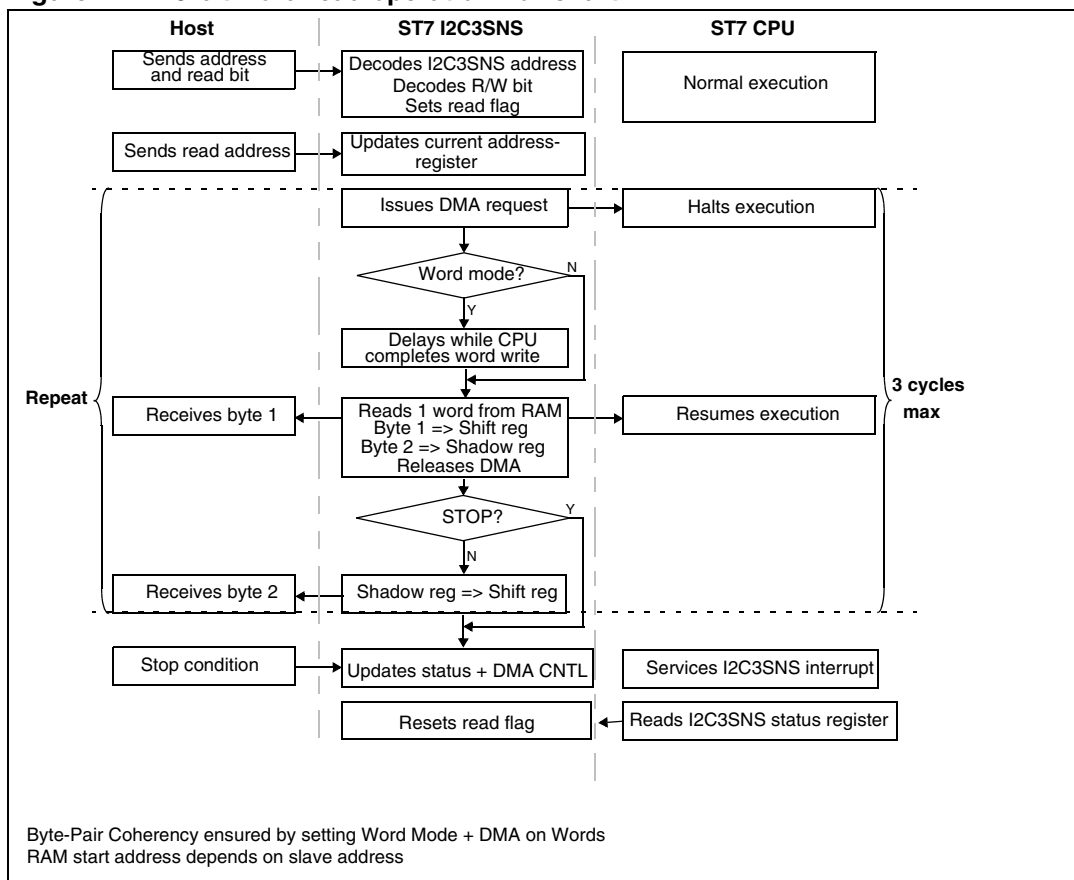 Host
ST7 I2C3SNS
ST7 CPU
Sends address
and read bit
Decodes I2C3SNS address
Decodes R/W bit
Sets read flag
Normal execution
Sends read address
Updates current address-
register
Issues DMA request
Halts execution
Word mode?
N
Y
Delays while CPU
completes word write
Repeat
3 cycles
max
Receives byte 1
Reads 1 word from RAM
Byte 1 => Shift reg
Byte 2 => Shadow reg
Releases DMA
Resumes execution
STOP?
Y
N
Receives byte 2
Shadow reg => Shift reg
Stop condition
Updates status + DMA CNTL
Services I2C3SNS interrupt
Resets read flag
Reads I2C3SNS status register
Byte-Pair Coherency ensured by setting Word Mode + DMA on Words
RAM start address depends on slave address